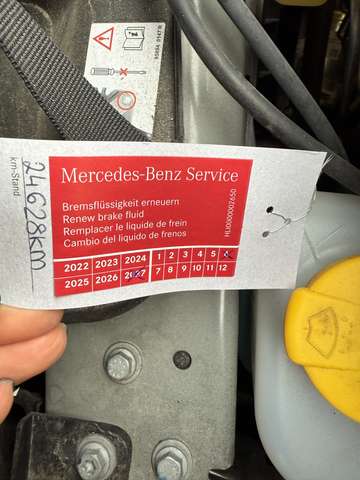 Mercedes-Benz Service
Bremsflüssigkeit erneuern
Renew brake fluid
Remplacer le liquide de frein
Cambio del liquido de frenos
2022 2023 2024 1 2 3 4 5 6
2025 2026 2027 7 8 9 10 11 12
HLI0000002650
km-Stand
24628km